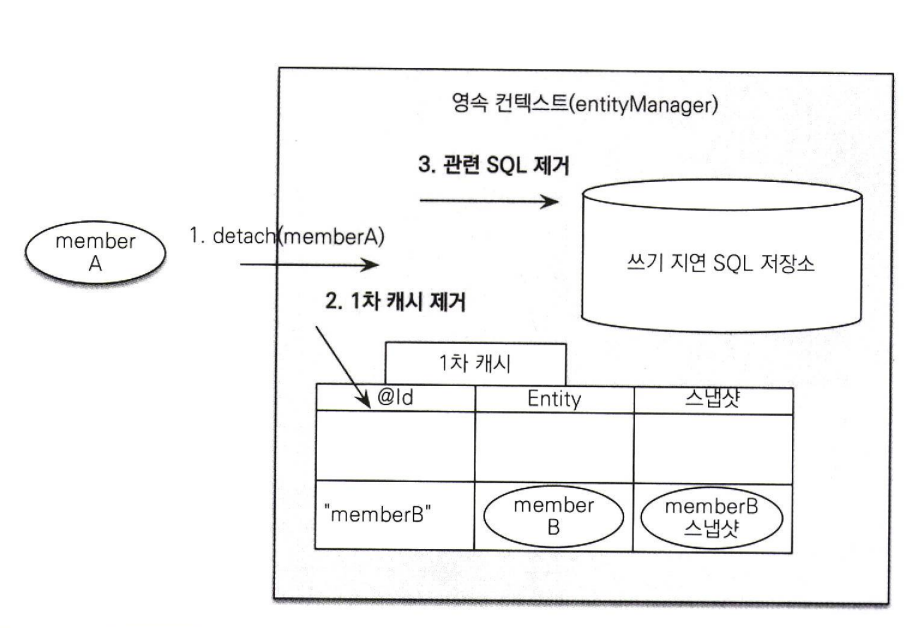 영속 컨텍스트(entityManager)
3. 관련 SQL 제거
member
A
1. detach(memberA)
쓰기 지연 SQL 저장소
2. 1차 캐시 제거
1차 캐시
@Id
Entity
스냅샷
"memberB"
member
B
memberB
스냅샷